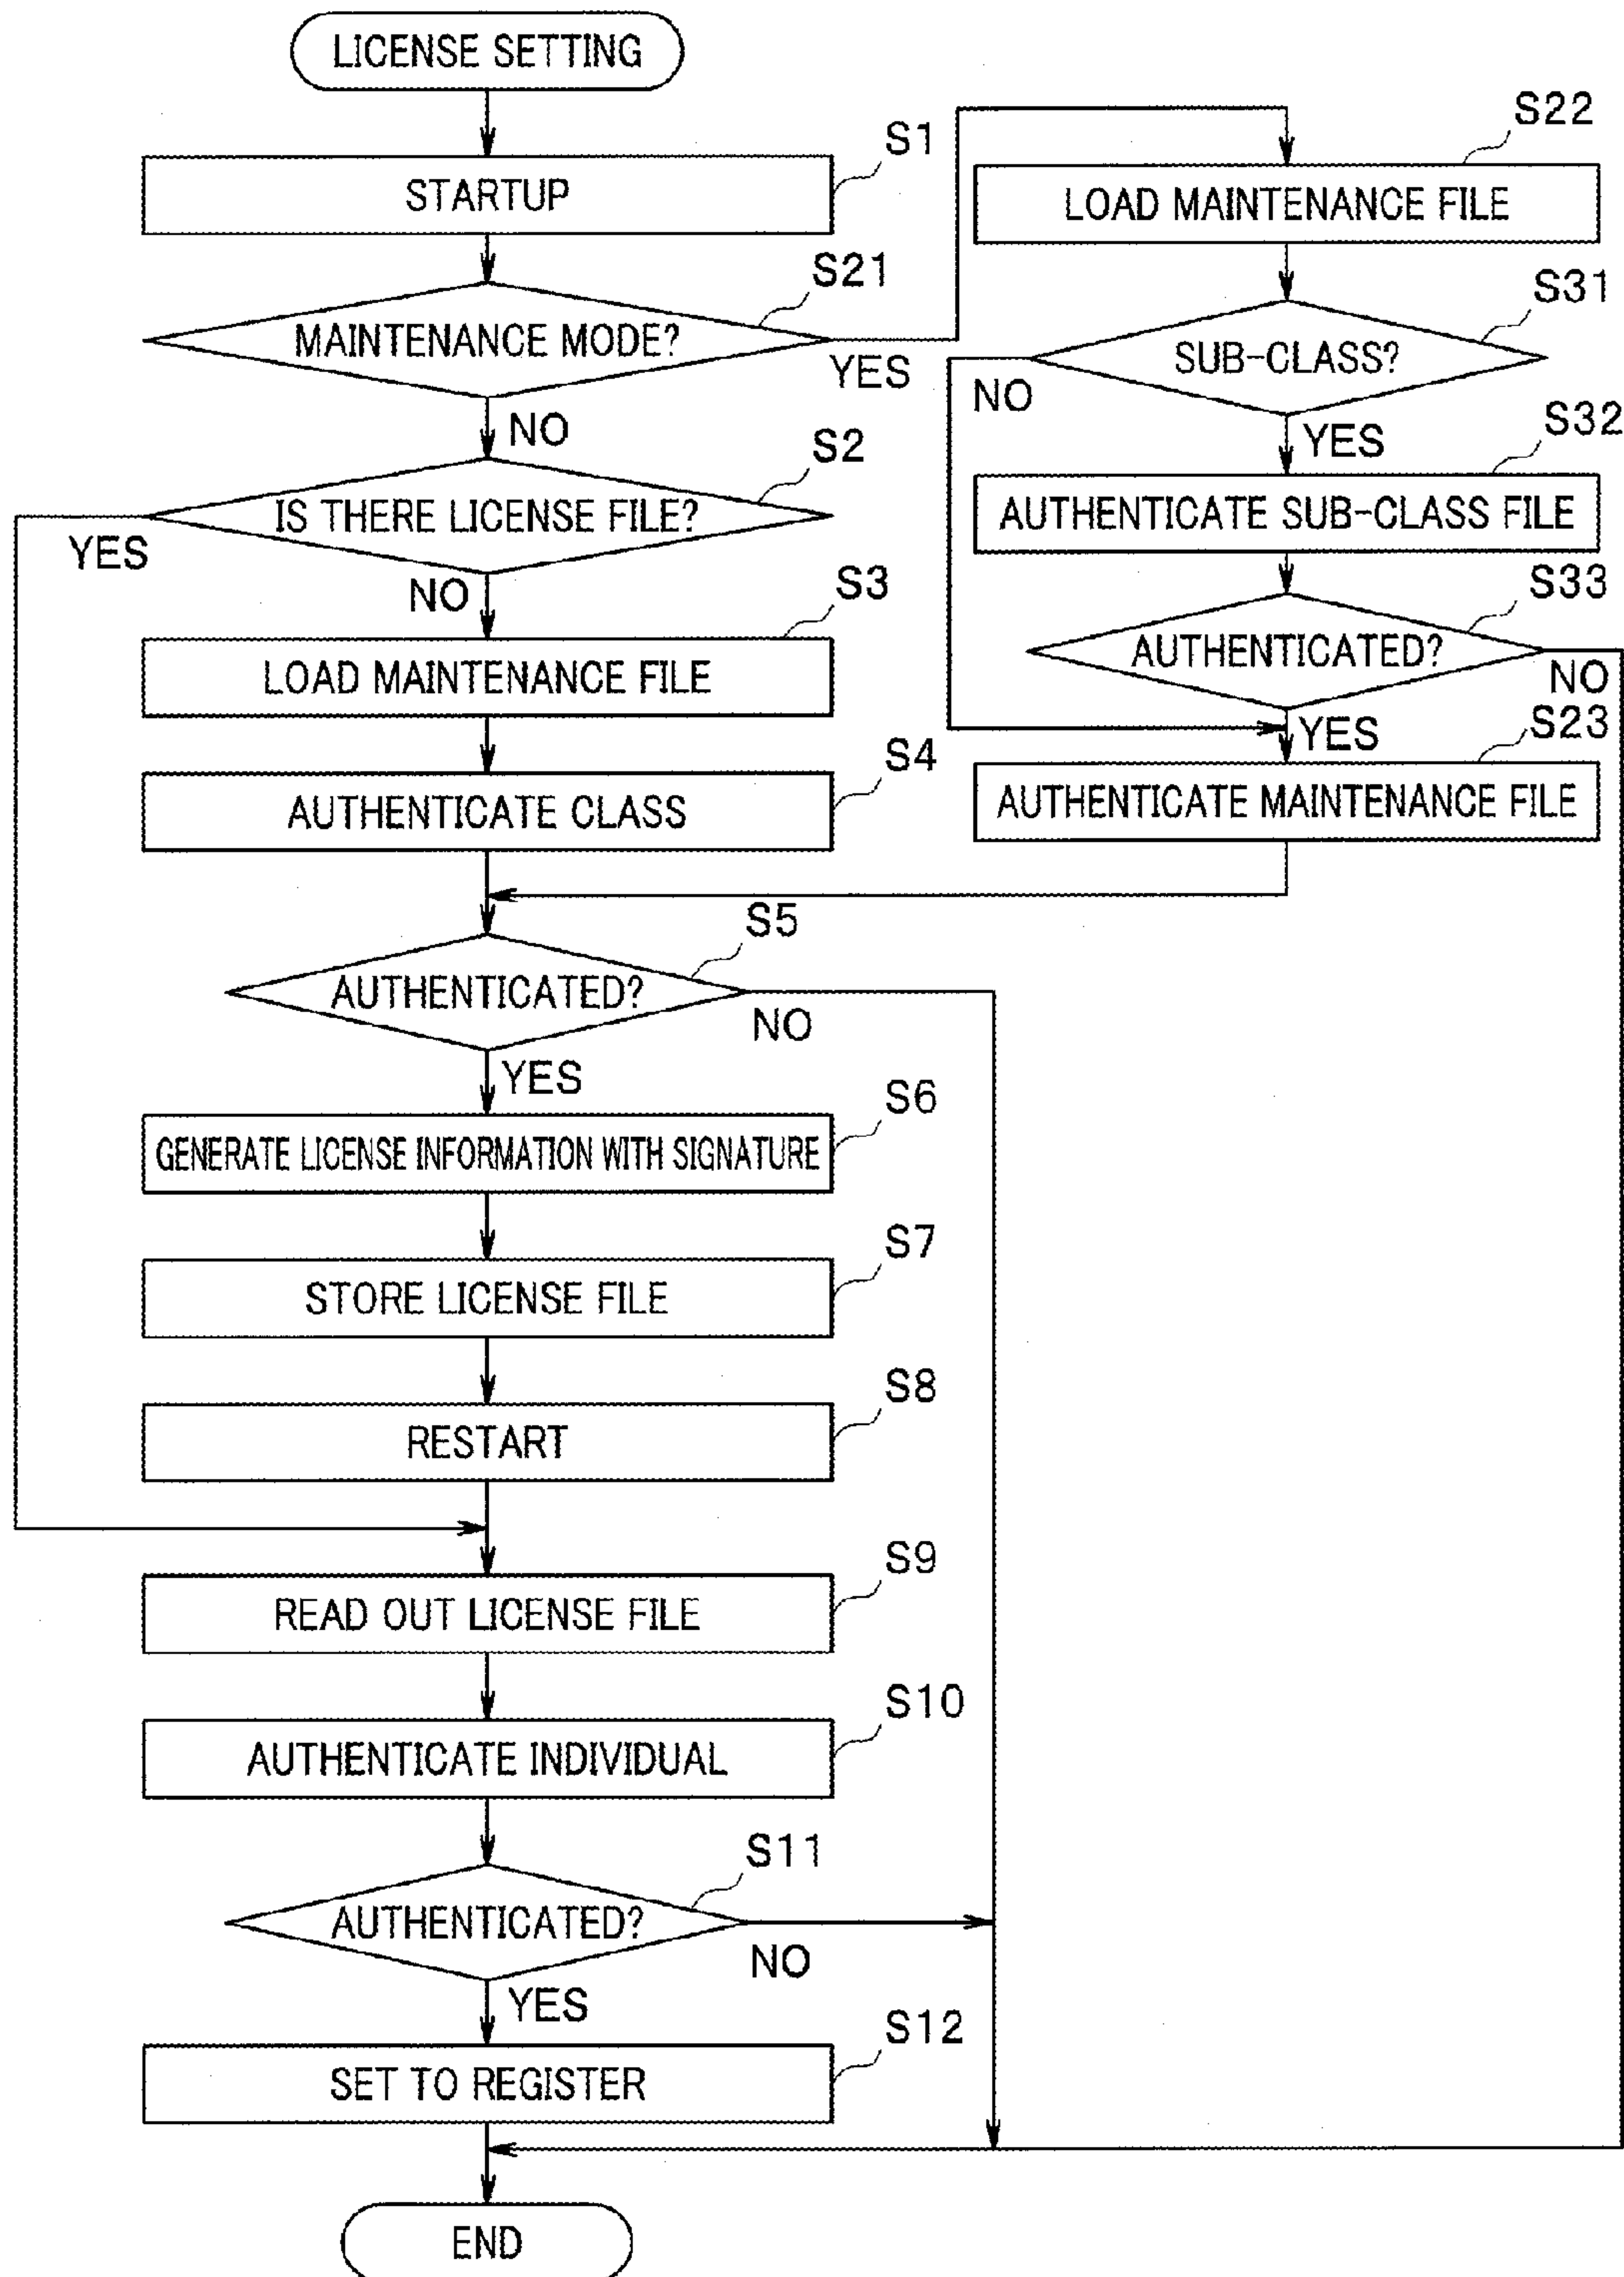 LICENSE SETTING
S1
STARTUP
S21
MAINTENANCE MODE?
YES
NO
S2
IS THERE LICENSE FILE?
YES
NO
S3
LOAD MAINTENANCE FILE
S4
AUTHENTICATE CLASS
S22
LOAD MAINTENANCE FILE
S31
SUB-CLASS?
NO
YES
S32
AUTHENTICATE SUB-CLASS FILE
S33
AUTHENTICATED?
NO
YES
S23
AUTHENTICATE MAINTENANCE FILE
S5
AUTHENTICATED?
NO
YES
S6
GENERATE LICENSE INFORMATION WITH SIGNATURE
S7
STORE LICENSE FILE
S8
RESTART
S9
READ OUT LICENSE FILE
S10
AUTHENTICATE INDIVIDUAL
S11
AUTHENTICATED?
NO
YES
S12
SET TO REGISTER
END